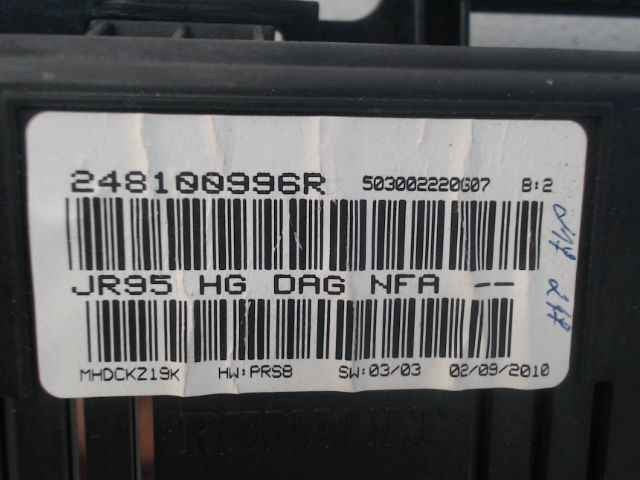 248100996R 503002220G07 B:2
JR95 HG DAG NFA --
MHDCKZ19K HW:PRS8 SW:03/03 02/09/2010